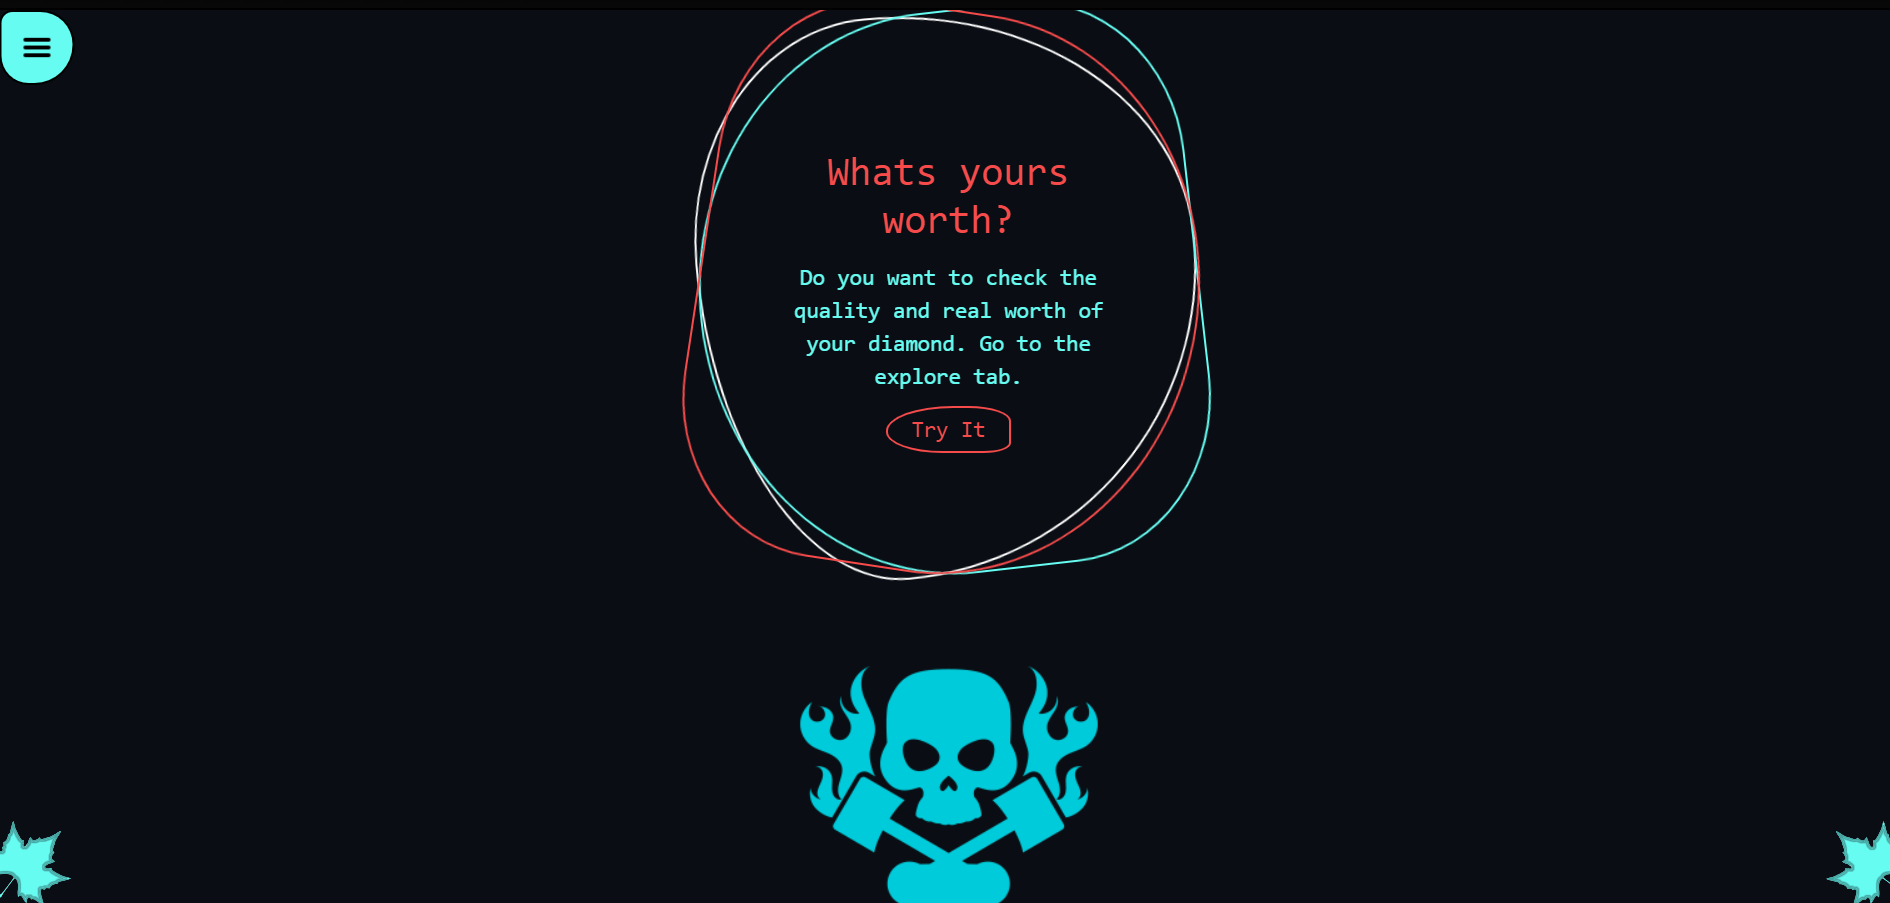 Whats yours
worth?
Do you want to check the
quality and real worth of
your diamond. Go to the
explore tab.
Try It